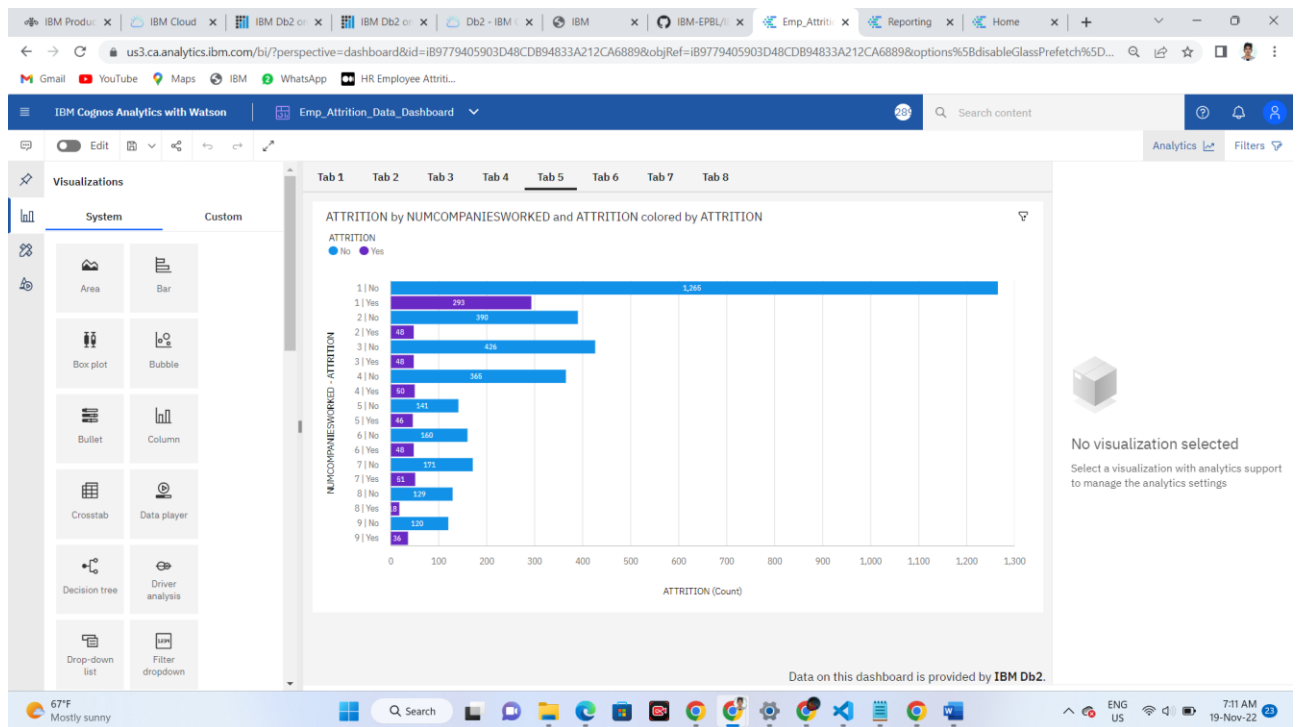 IBM Produc
IBM Cloud
IBM Db2 or
IBM Db2 or
Db2 - IBM
IBM
IBM-EPBL/I
Emp_Attriti
Reporting
Home
us3.ca.analytics.ibm.com/bi/?perspective=dashboard&id=iB9779405903D48CDB94833A212CA6889&objRef=iB9779405903D48CDB94833A212CA6889&options%5BdisableGlassPrefetch%5D...
Gmail
YouTube
Maps
IBM
WhatsApp
HR Employee Attriti...
IBM Cognos Analytics with Watson
Emp_Attrition_Data_Dashboard
Search content
Edit
Analytics
Filters
Visualizations
System
Custom
Area
Bar
Box plot
Bubble
Bullet
Column
Crosstab
Data player
Decision tree
Driver
analysis
Drop-down
list
Filter
dropdown
Tab 1
Tab 2
Tab 3
Tab 4
Tab 5
Tab 6
Tab 7
Tab 8
ATTRITION by NUMCOMPANIESWORKED and ATTRITION colored by ATTRITION
ATTRITION
No
Yes
NUMCOMPANIESWORKED - ATTRITION
1 | No 1,265
1 | Yes 293
2 | No 390
2 | Yes 48
3 | No 426
3 | Yes 48
4 | No 365
4 | Yes 50
5 | No 141
5 | Yes 46
6 | No 160
6 | Yes 48
7 | No 171
7 | Yes 51
8 | No 129
8 | Yes
9 | No 120
9 | Yes 36
0 100 200 300 400 500 600 700 800 900 1,000 1,100 1,200 1,300
ATTRITION (Count)
Data on this dashboard is provided by IBM Db2.
No visualization selected
Select a visualization with analytics support
to manage the analytics settings
67°F
Mostly sunny
Search
ENG
US
7:11 AM
19-Nov-22
23